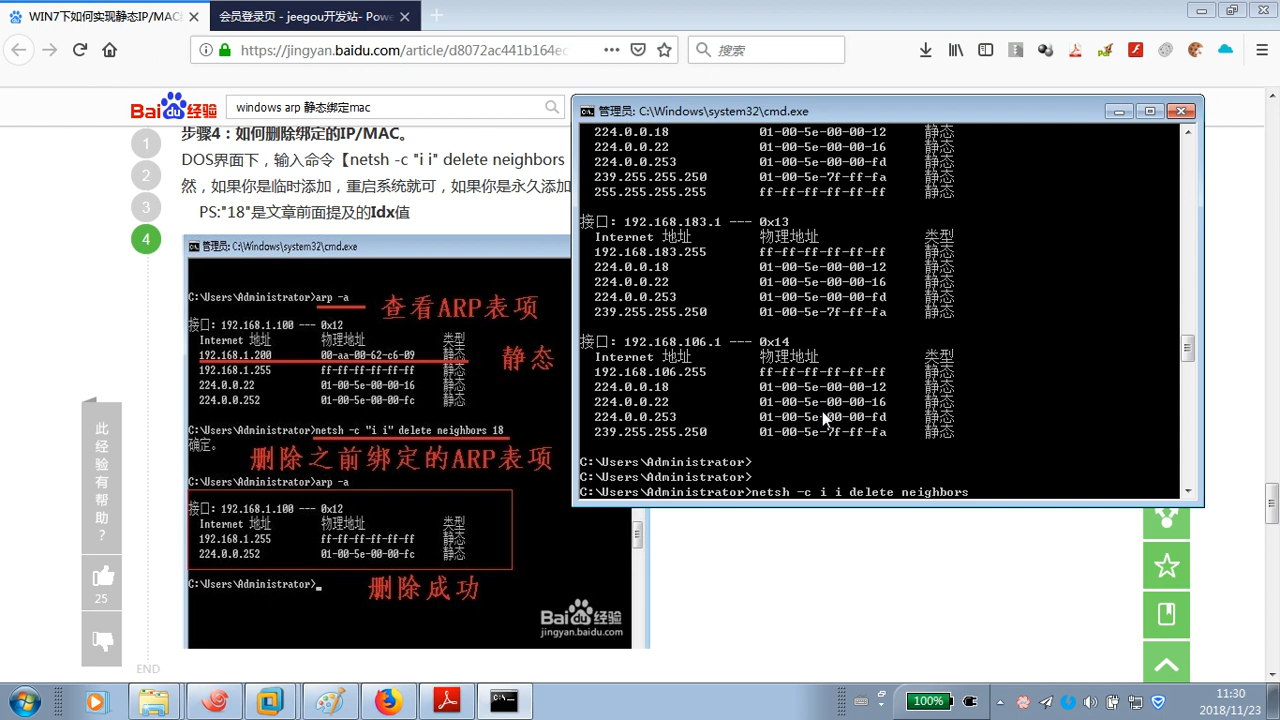 WIN7下如何实现静态IP/MAC
会员登录页 - jeegou开发站- Pow
https://jingyan.baidu.com/article/d8072ac441b164ec
搜索
Bai du 经验
windows arp 静态绑定mac
1
2
3
4
步骤4：如何删除绑定的IP/MAC。
DOS界面下，输入命令【netsh -c "i i" delete neighbors
然，如果你是临时添加，重启系统就可，如果你是永久添加
PS:"18"是文章前面提及的Idx值
管理员: C:\Windows\system32\cmd.exe
C:\Users\Administrator>arp -a
查看ARP表项
接口: 192.168.1.100 --- 0x12
Internet 地址 物理地址 类型
192.168.1.200 00-aa-00-62-c6-09 静态
静态
192.168.1.255 ff-ff-ff-ff-ff-ff 静态
224.0.0.22 01-00-5e-00-00-16 静态
224.0.0.252 01-00-5e-00-00-fc 静态
C:\Users\Administrator>netsh -c "i i" delete neighbors 18
确定。
删除之前绑定的ARP表项
C:\Users\Administrator>arp -a
接口: 192.168.1.100 --- 0x12
Internet 地址 物理地址 类型
192.168.1.255 ff-ff-ff-ff-ff-ff 静态
224.0.0.252 01-00-5e-00-00-fc 静态
C:\Users\Administrator>
删除成功
Bai du 经验
jingyan.baidu.com
此经验有帮助？
25
END
管理员: C:\Windows\system32\cmd.exe
224.0.0.18 01-00-5e-00-00-12 静态
224.0.0.22 01-00-5e-00-00-16 静态
224.0.0.253 01-00-5e-00-00-fd 静态
239.255.255.250 01-00-5e-7f-ff-fa 静态
255.255.255.255 ff-ff-ff-ff-ff-ff 静态
接口: 192.168.183.1 --- 0x13
Internet 地址 物理地址 类型
192.168.183.255 ff-ff-ff-ff-ff-ff 静态
224.0.0.18 01-00-5e-00-00-12 静态
224.0.0.22 01-00-5e-00-00-16 静态
224.0.0.253 01-00-5e-00-00-fd 静态
239.255.255.250 01-00-5e-7f-ff-fa 静态
接口: 192.168.106.1 --- 0x14
Internet 地址 物理地址 类型
192.168.106.255 ff-ff-ff-ff-ff-ff 静态
224.0.0.18 01-00-5e-00-00-12 静态
224.0.0.22 01-00-5e-00-00-16 静态
224.0.0.253 01-00-5e-00-00-fd 静态
239.255.255.250 01-00-5e-7f-ff-fa 静态
C:\Users\Administrator>
C:\Users\Administrator>
C:\Users\Administrator>netsh -c i i delete neighbors
100%
11:30
2018/11/23